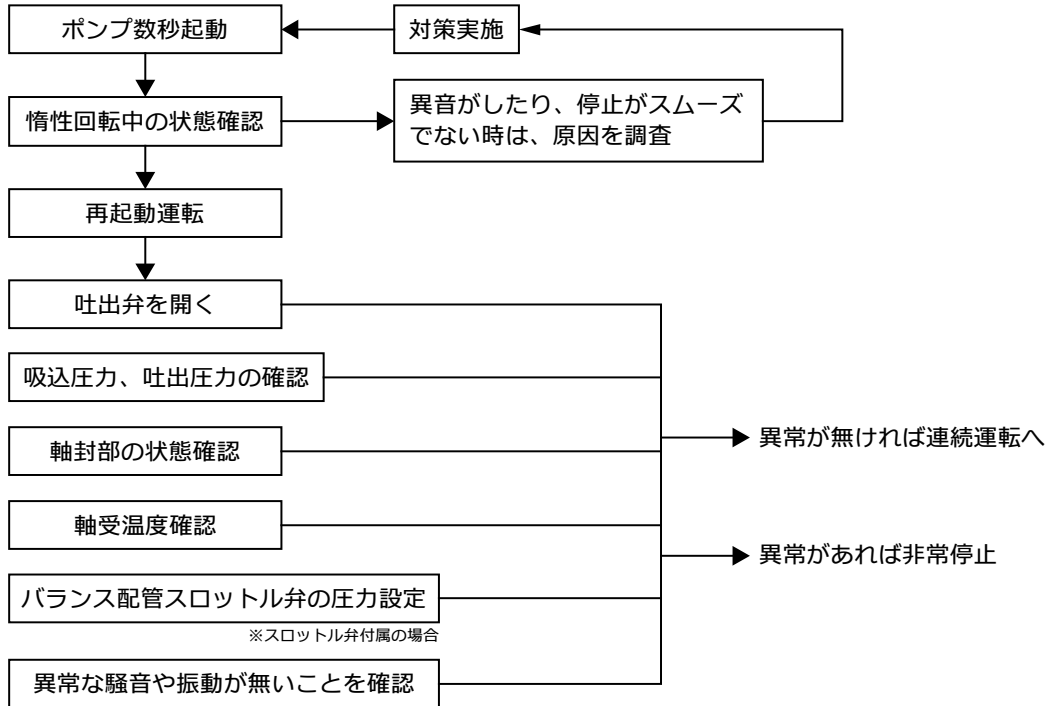 ポンプ数秒起動
対策実施
惰性回転中の状態確認
異音がしたり、停止がスムーズ
でない時は、原因を調査
再起動運転
吐出弁を開く
吸込圧力、吐出圧力の確認
軸封部の状態確認
異常が無ければ連続運転へ
軸受温度確認
異常があれば非常停止
バランス配管スロットル弁の圧力設定
※スロットル弁付属の場合
異常な騒音や振動が無いことを確認